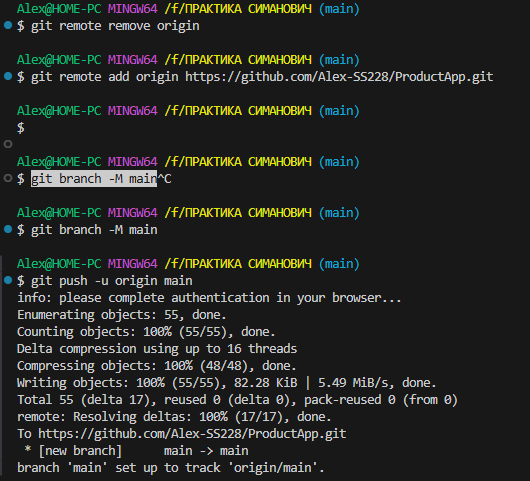 Alex@HOME-PC MINGW64 /f/ПРАКТИКА СИМАНОВИЧ (main)
$ git remote remove origin
Alex@HOME-PC MINGW64 /f/ПРАКТИКА СИМАНОВИЧ (main)
$ git remote add origin https://github.com/Alex-SS228/ProductApp.git
Alex@HOME-PC MINGW64 /f/ПРАКТИКА СИМАНОВИЧ (main)
$
Alex@HOME-PC MINGW64 /f/ПРАКТИКА СИМАНОВИЧ (main)
$ git branch -M main^C
Alex@HOME-PC MINGW64 /f/ПРАКТИКА СИМАНОВИЧ (main)
$ git branch -M main
Alex@HOME-PC MINGW64 /f/ПРАКТИКА СИМАНОВИЧ (main)
$ git push -u origin main
info: please complete authentication in your browser...
Enumerating objects: 55, done.
Counting objects: 100% (55/55), done.
Delta compression using up to 16 threads
Compressing objects: 100% (48/48), done.
Writing objects: 100% (55/55), 82.28 KiB | 5.49 MiB/s, done.
Total 55 (delta 17), reused 0 (delta 0), pack-reused 0 (from 0)
remote: Resolving deltas: 100% (17/17), done.
To https://github.com/Alex-SS228/ProductApp.git
 * [new branch]      main -> main
branch 'main' set up to track 'origin/main'.